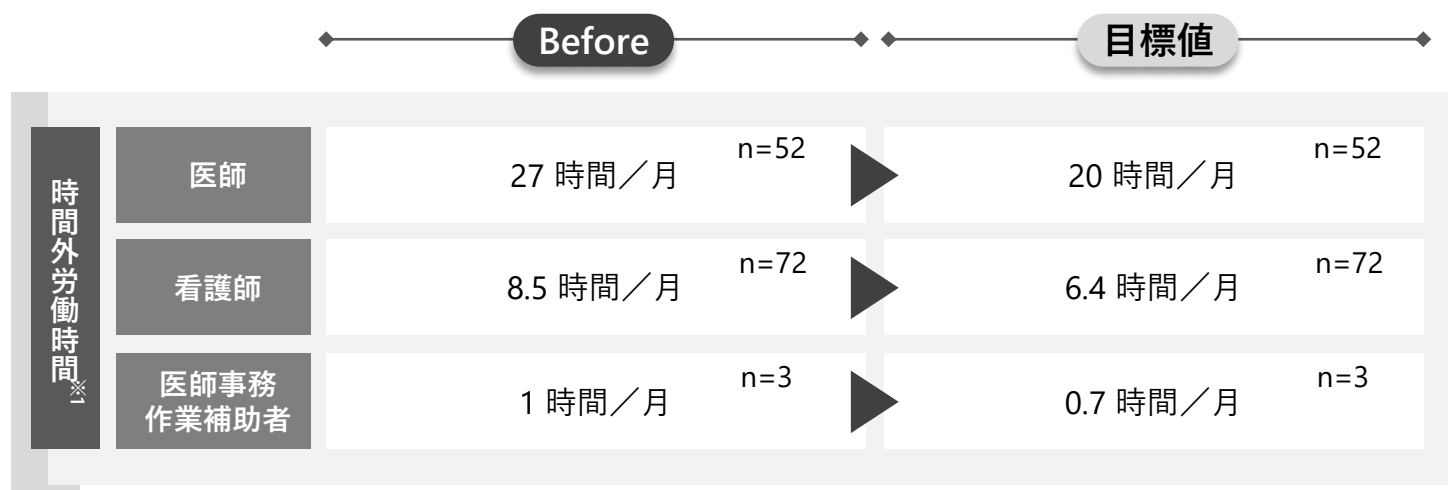 Before
目標値
時間外労働時間※1
医師
27 時間／月
n=52
20 時間／月
n=52
看護師
8.5 時間／月
n=72
6.4 時間／月
n=72
医師事務
作業補助者
1 時間／月
n=3
0.7 時間／月
n=3